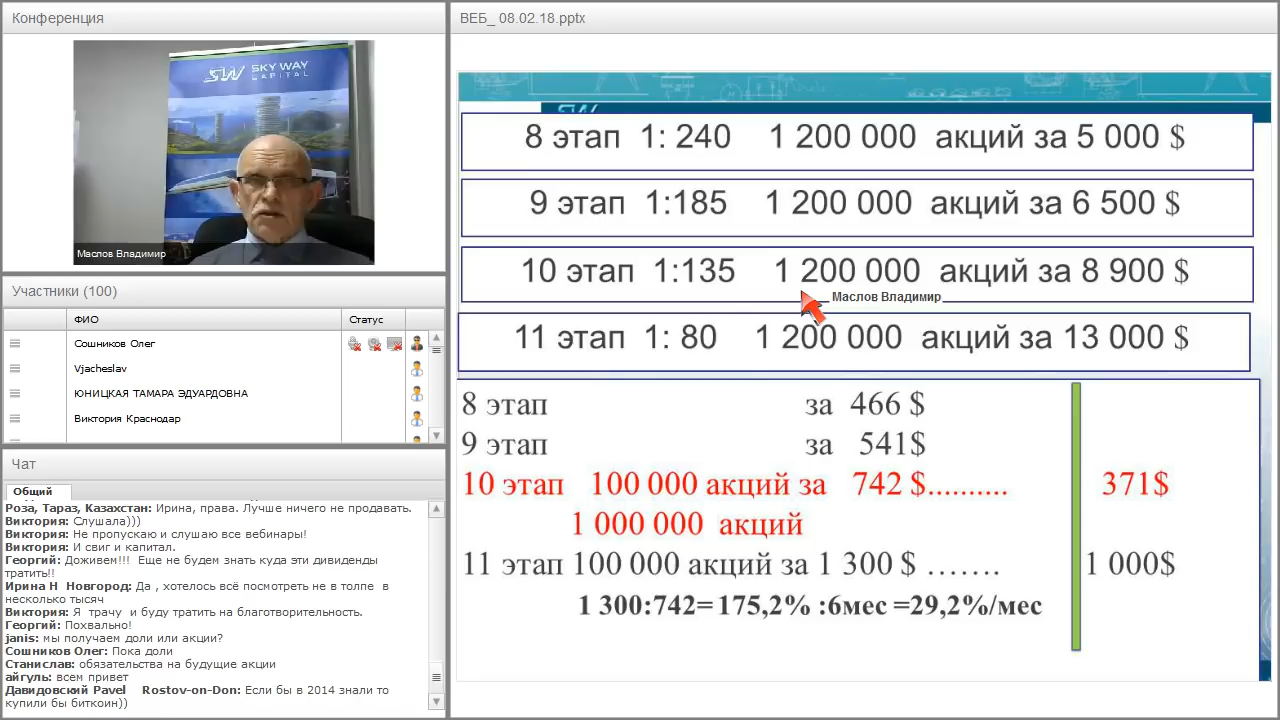 Конференция
SKY WAY
CAPITAL
Маслов Владимир
Участники (100)
ФИО
Статус
Сошников Олег
Vjacheslav
ЮНИЦКАЯ ТАМАРА ЭДУАРДОВНА
Виктория Краснодар
Чат
Общий
Роза, Тараз, Казахстан: Ирина, права. Лучше ничего не продавать.
Виктория: Слушала)))
Виктория: Не пропускаю и слушаю все вебинары!
Виктория: И свиг и капитал.
Георгий: Доживем!!! Еще не будем знать куда эти дивиденды
тратить!!
Ирина Н Новгород: Да , хотелось всё посмотреть не в толпе в
несколько тысяч
Виктория: Я трачу и буду тратить на благотворительность.
Георгий: Похвально!
janis: мы получаем доли или акции?
Сошников Олег: Пока доли
Станислав: обязательства на будущие акции
айгуль: всем привет
Давидовский Pavel Rostov-on-Don: Если бы в 2014 знали то
купили бы биткоин))
ВЕБ_ 08.02.18.pptx
8 этап 1: 240 1 200 000 акций за 5 000 $
9 этап 1:185 1 200 000 акций за 6 500 $
10 этап 1:135 1 200 000 акций за 8 900 $
Маслов Владимир
11 этап 1: 80 1 200 000 акций за 13 000 $
8 этап за 466 $
9 этап за 541$
10 этап 100 000 акций за 742 $.......... 371$
1 000 000 акций
11 этап 100 000 акций за 1 300 $ ……. 1 000$
1 300:742= 175,2% :6мес =29,2%/мес